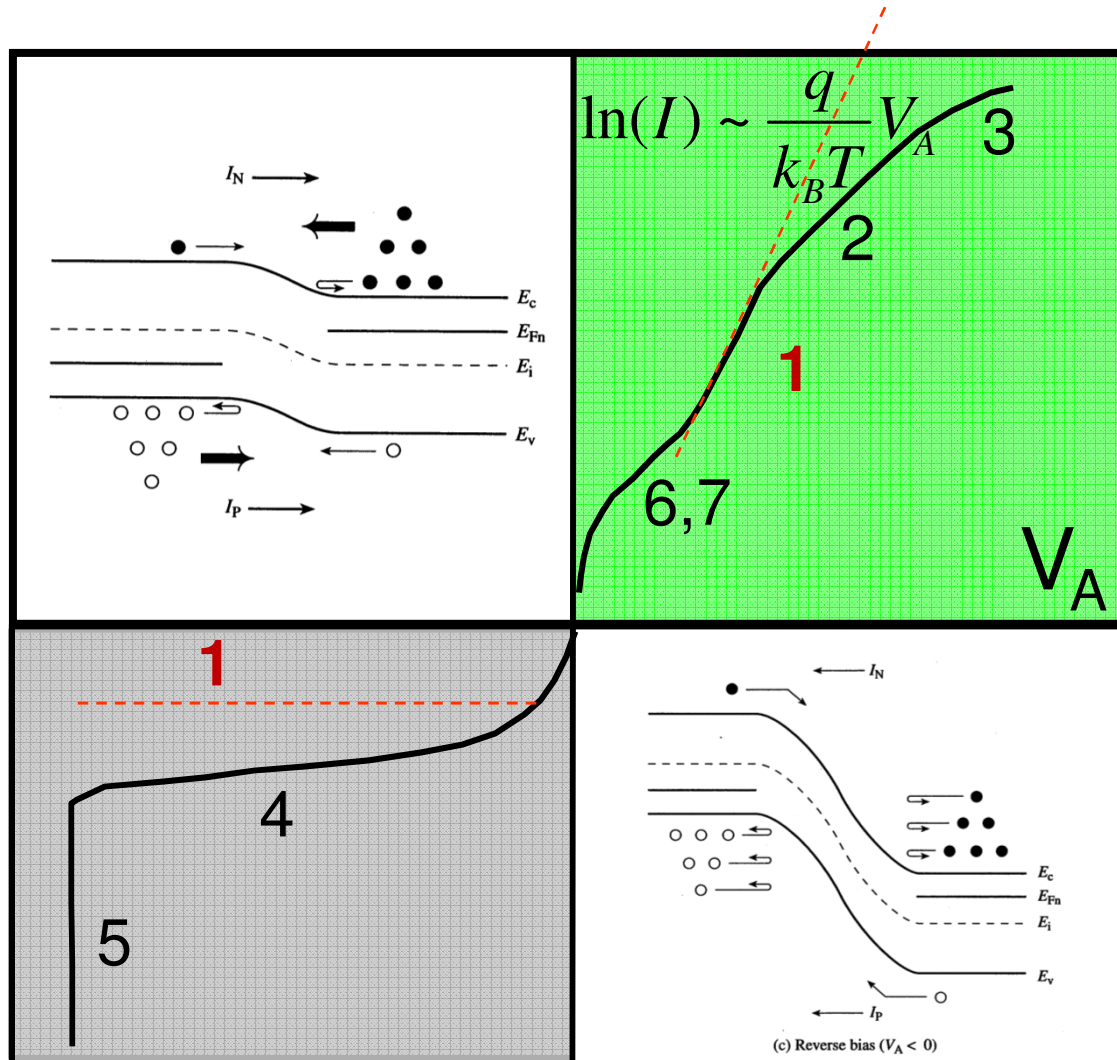 I_N
E_c
E_Fn
E_i
E_v
I_P
ln(I) ~ q/(k_B T) V_A
3
2
1
6,7
V_A
1
4
5
I_N
E_c
E_Fn
E_i
E_v
I_P
(c) Reverse bias (V_A < 0)